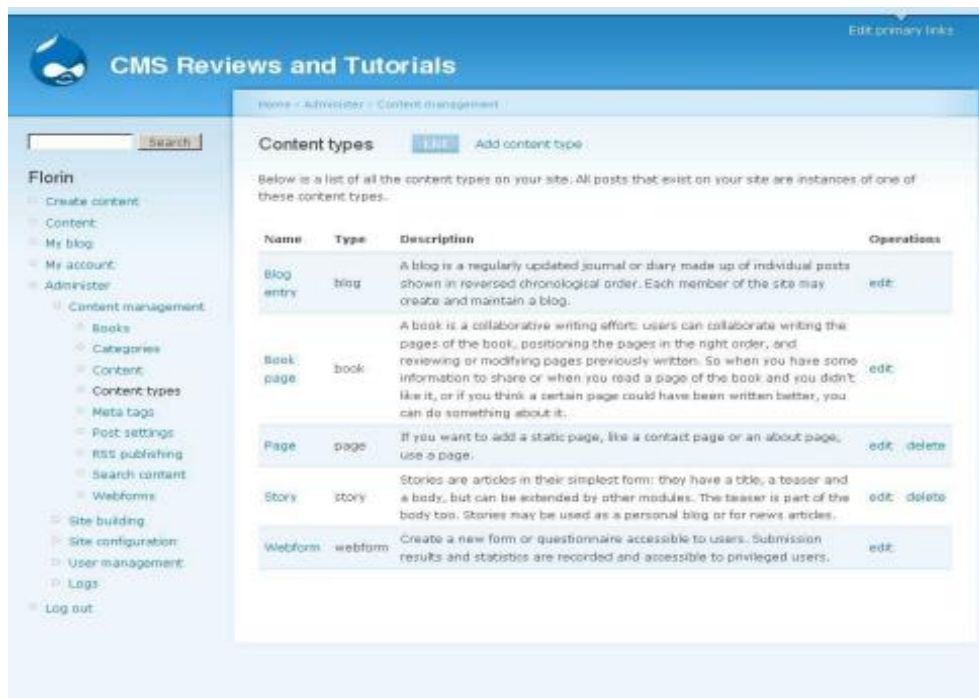 Edit primary links
CMS Reviews and Tutorials
Home » Administer » Content management
Search
Content types List Add content type
Florin
Below is a list of all the content types on your site. All posts that exist on your site are instances of one of
these content types.
Create content
Content
My blog
My account
Administer
Content management
Books
Categories
Content
Content types
Meta tags
Post settings
RSS publishing
Search content
Webforms
Site building
Site configuration
User management
Logs
Log out
Name Type Description Operations
Blog entry blog
A blog is a regularly updated journal or diary made up of individual posts
shown in reversed chronological order. Each member of the site may
create and maintain a blog.
edit
Book page book
A book is a collaborative writing effort: users can collaborate writing the
pages of the book, positioning the pages in the right order, and
reviewing or modifying pages previously written. So when you have some
information to share or when you read a page of the book and you didn't
like it, or if you think a certain page could have been written better, you
can do something about it.
edit
Page page
If you want to add a static page, like a contact page or an about page,
use a page.
edit delete
Story story
Stories are articles in their simplest form: they have a title, a teaser and
a body, but can be extended by other modules. The teaser is part of the
body too. Stories may be used as a personal blog or for news articles.
edit delete
Webform webform
Create a new form or questionnaire accessible to users. Submission
results and statistics are recorded and accessible to privileged users.
edit